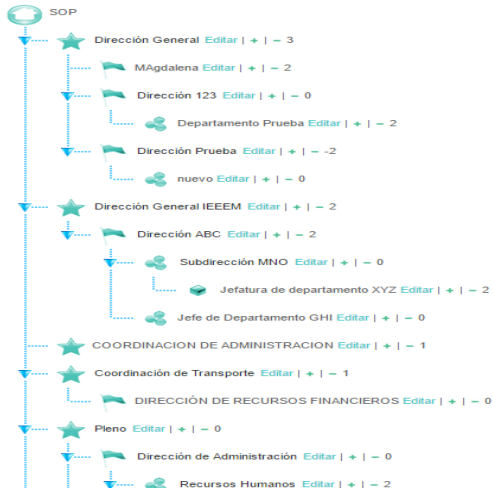 SOP
Dirección General Editar | + | − 3
MAgdalena Editar | + | − 2
Dirección 123 Editar | + | − 0
Departamento Prueba Editar | + | − 2
Dirección Prueba Editar | + | − -2
nuevo Editar | + | − 0
Dirección General IEEEM Editar | + | − 2
Dirección ABC Editar | + | − 2
Subdirección MNO Editar | + | − 0
Jefatura de departamento XYZ Editar | + | − 2
Jefe de Departamento GHI Editar | + | − 0
COORDINACION DE ADMINISTRACION Editar | + | − 1
Coordinación de Transporte Editar | + | − 1
DIRECCIÓN DE RECURSOS FINANCIEROS Editar | + | − 0
Pleno Editar | + | − 0
Dirección de Administración Editar | + | − 0
Recursos Humanos Editar | + | − 2